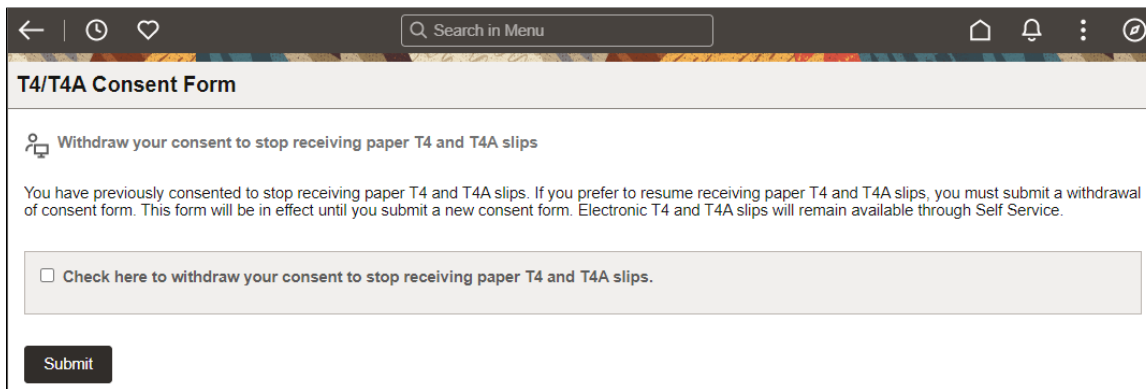 Search in Menu
T4/T4A Consent Form
Withdraw your consent to stop receiving paper T4 and T4A slips
You have previously consented to stop receiving paper T4 and T4A slips. If you prefer to resume receiving paper T4 and T4A slips, you must submit a withdrawal
of consent form. This form will be in effect until you submit a new consent form. Electronic T4 and T4A slips will remain available through Self Service.
Check here to withdraw your consent to stop receiving paper T4 and T4A slips.
Submit